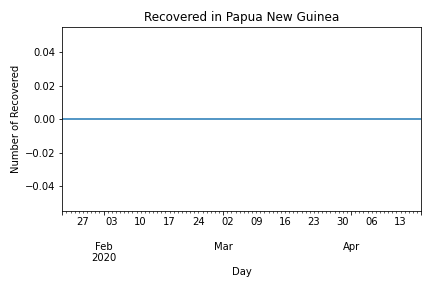 Recovered in Papua New Guinea
Number of Recovered
0.04
0.02
0.00
−0.02
−0.04
27 03 10 17 24 02 09 16 23 30 06 13
Feb Mar Apr
2020
Day